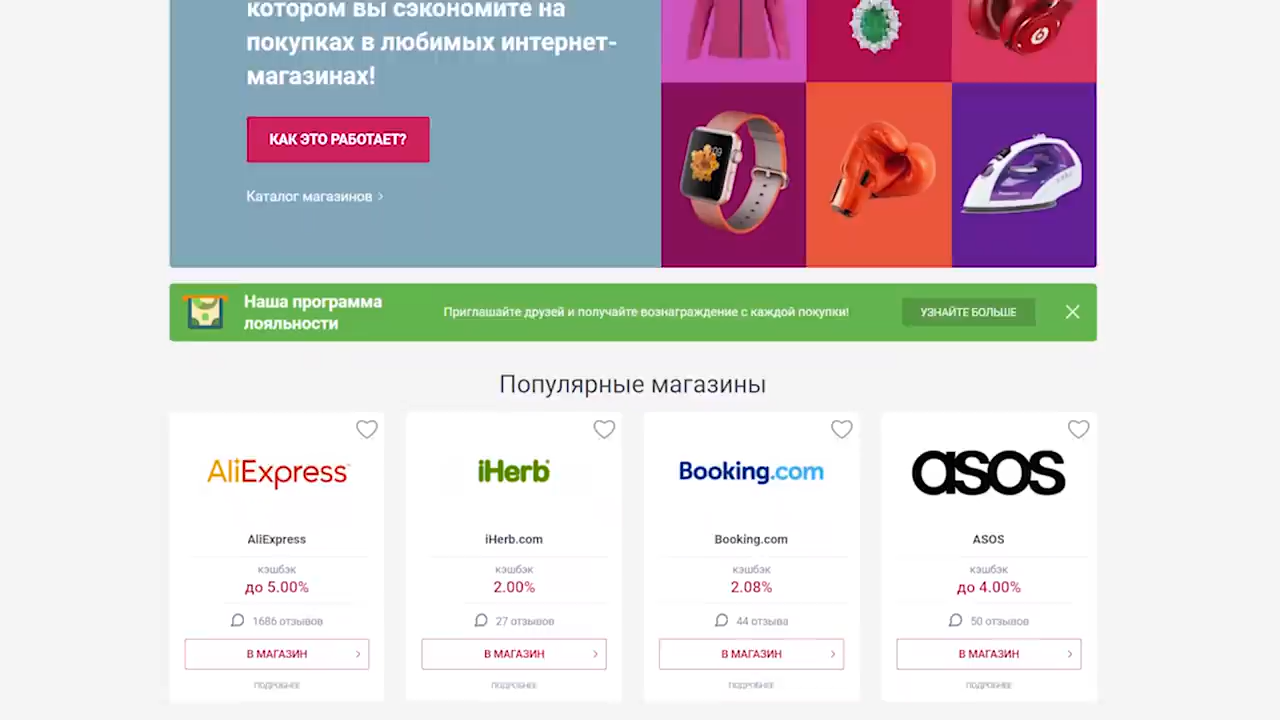 котором вы сэкономите на
покупках в любимых интернет-
магазинах!
КАК ЭТО РАБОТАЕТ?
Каталог магазинов
Наша программа
лояльности
Приглашайте друзей и получайте вознаграждение с каждой покупки!
УЗНАЙТЕ БОЛЬШЕ
Популярные магазины
AliExpress
iHerb
Booking.com
asos
AliExpress
iHerb.com
Booking.com
ASOS
кэшбэк
кэшбэк
кэшбэк
кэшбэк
до 5.00%
2.00%
2.08%
до 4.00%
1686 отзывов
27 отзывов
44 отзыва
50 отзывов
В МАГАЗИН
В МАГАЗИН
В МАГАЗИН
В МАГАЗИН
ПОДРОБНЕЕ
ПОДРОБНЕЕ
ПОДРОБНЕЕ
ПОДРОБНЕЕ